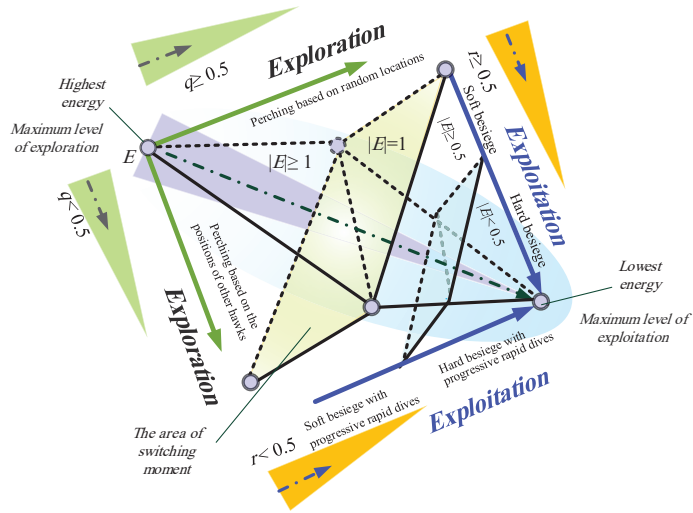 q≥ 0.5
Exploration
Perching based on random locations
Highest
energy
Maximum level
of exploration
E
|E|≥ 1
|E|=1
r≥ 0.5
Soft besiege
|E|≥0.5
Exploitation
Hard besiege
|E|<0.5
q<0.5
Perching based on the
positions of other hawks
Exploration
Lowest
energy
Maximum level of
exploitation
Hard besiege with
progressive rapid dives
Soft besiege with
progressive rapid dives
Exploitation
The area of
switching
moment
r< 0.5